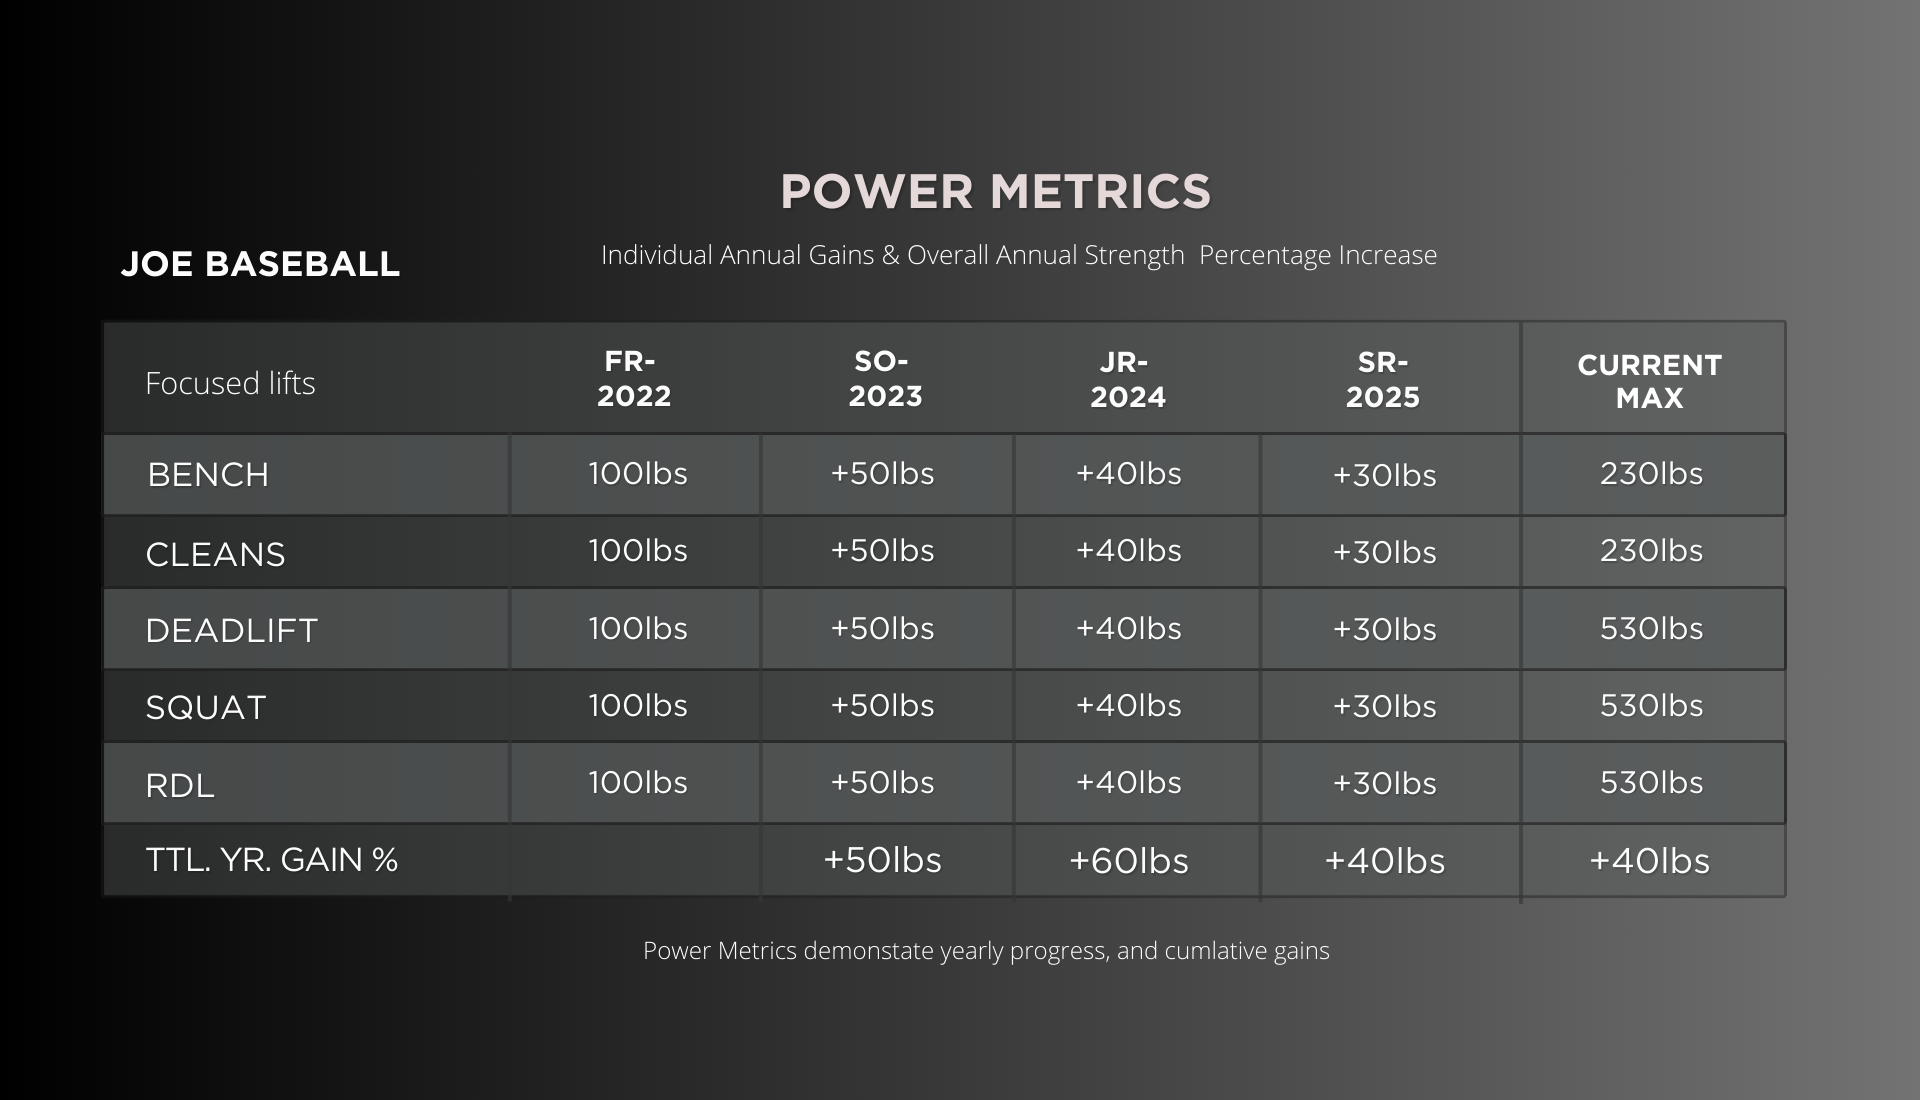 POWER METRICS
JOE BASEBALL
Individual Annual Gains & Overall Annual Strength Percentage Increase
Focused lifts FR-2022 SO-2023 JR-2024 SR-2025 CURRENT MAX
BENCH 100lbs +50lbs +40lbs +30lbs 230lbs
CLEANS 100lbs +50lbs +40lbs +30lbs 230lbs
DEADLIFT 100lbs +50lbs +40lbs +30lbs 530lbs
SQUAT 100lbs +50lbs +40lbs +30lbs 530lbs
RDL 100lbs +50lbs +40lbs +30lbs 530lbs
TTL. YR. GAIN % +50lbs +60lbs +40lbs +40lbs
Power Metrics demonstate yearly progress, and cumlative gains